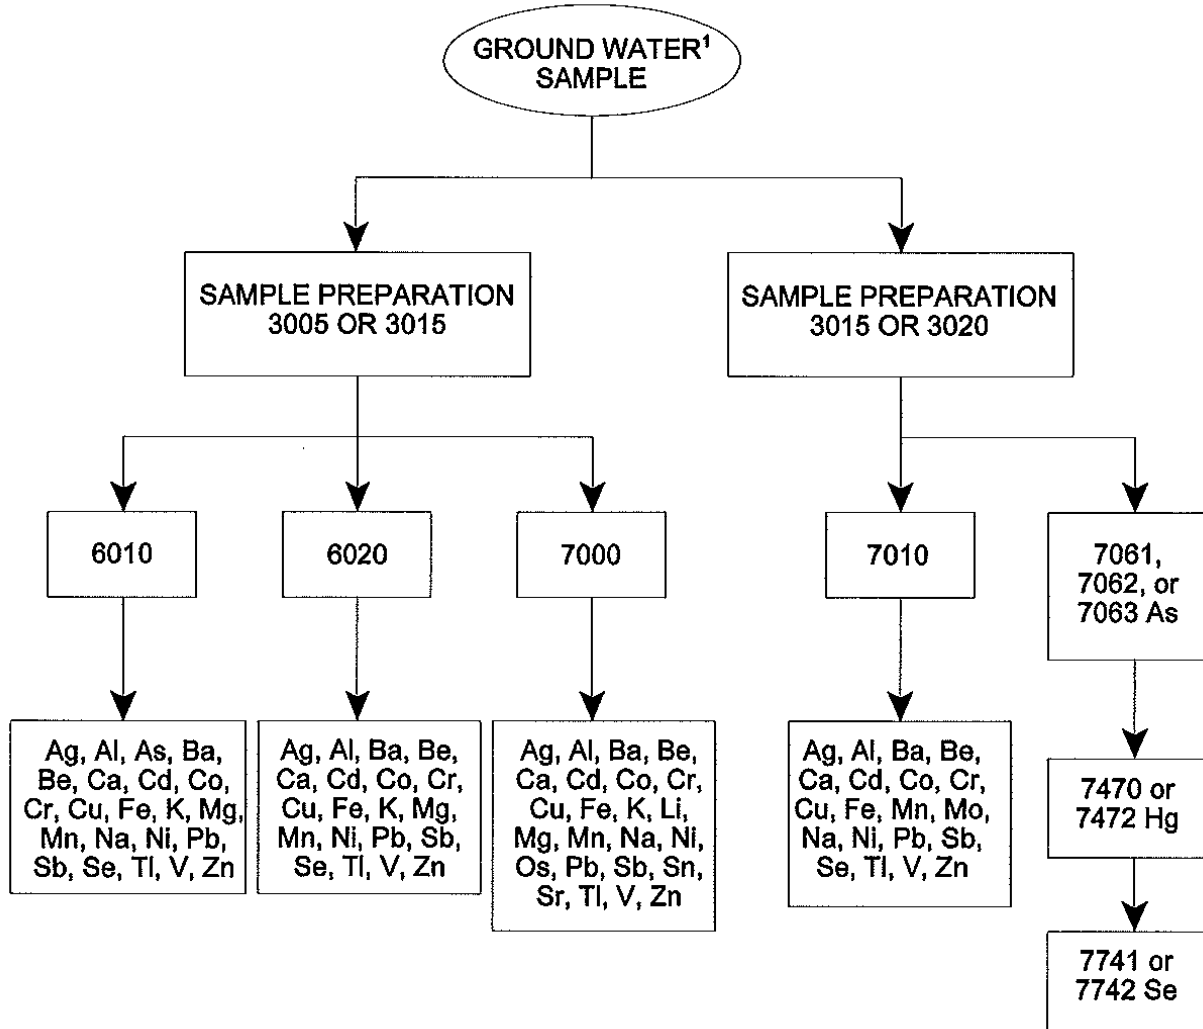 GROUND WATER¹
SAMPLE
SAMPLE PREPARATION
3005 OR 3015
SAMPLE PREPARATION
3015 OR 3020
6010
6020
7000
7010
7061,
7062, or
7063 As
Ag, Al, As, Ba,
Be, Ca, Cd, Co,
Cr, Cu, Fe, K, Mg,
Mn, Na, Ni, Pb,
Sb, Se, Tl, V, Zn
Ag, Al, Ba, Be,
Ca, Cd, Co, Cr,
Cu, Fe, K, Mg,
Mn, Ni, Pb, Sb,
Se, Tl, V, Zn
Ag, Al, Ba, Be,
Ca, Cd, Co, Cr,
Cu, Fe, K, Li,
Mg, Mn, Na, Ni,
Os, Pb, Sb, Sn,
Sr, Tl, V, Zn
Ag, Al, Ba, Be,
Ca, Cd, Co, Cr,
Cu, Fe, Mn, Mo,
Na, Ni, Pb, Sb,
Se, Tl, V, Zn
7470 or
7472 Hg
7741 or
7742 Se